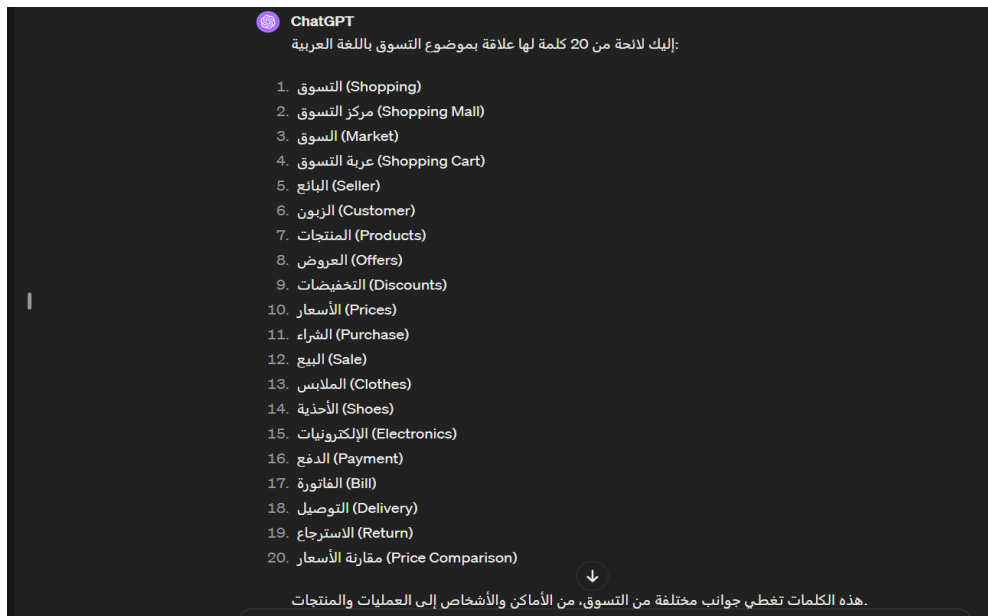 ChatGPT
إليك لائحة من 20 كلمة لها علاقة بموضوع التسوق باللغة العربية:
1. التسوق (Shopping)
2. مركز التسوق (Shopping Mall)
3. السوق (Market)
4. عربة التسوق (Shopping Cart)
5. البائع (Seller)
6. الزبون (Customer)
7. المنتجات (Products)
8. العروض (Offers)
9. التخفيضات (Discounts)
10. الأسعار (Prices)
11. الشراء (Purchase)
12. البيع (Sale)
13. الملابس (Clothes)
14. الأحذية (Shoes)
15. الإلكترونيات (Electronics)
16. الدفع (Payment)
17. الفاتورة (Bill)
18. التوصيل (Delivery)
19. الاسترجاع (Return)
20. مقارنة الأسعار (Price Comparison)
هذه الكلمات تغطي جوانب مختلفة من التسوق، من الأماكن والأشخاص إلى العمليات والمنتجات.